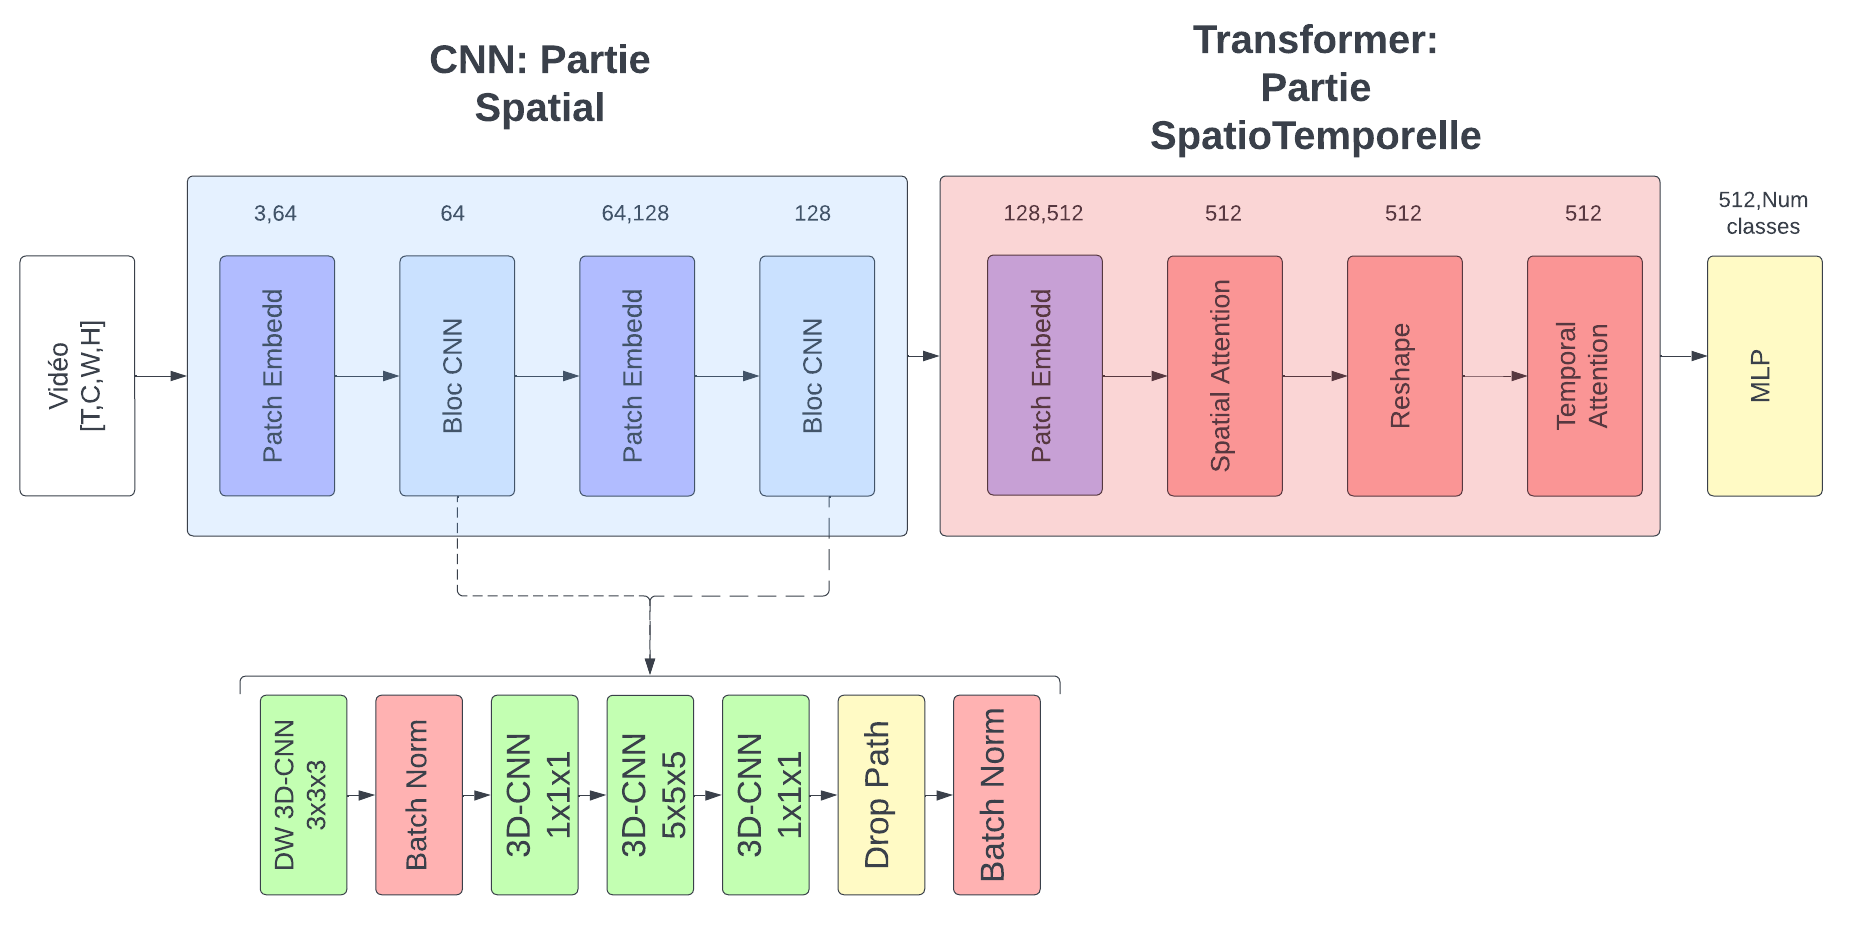 CNN: Partie
Spatial
Transformer:
Partie
SpatioTemporelle
3,64
64
64,128
128
128,512
512
512
512
512,Num
classes
Vidéo
[T,C,W,H]
Patch Embedd
Bloc CNN
Patch Embedd
Bloc CNN
Patch Embedd
Spatial Attention
Reshape
Temporal
Attention
MLP
DW 3D-CNN
3x3x3
Batch Norm
3D-CNN
1x1x1
3D-CNN
5x5x5
3D-CNN
1x1x1
Drop Path
Batch Norm